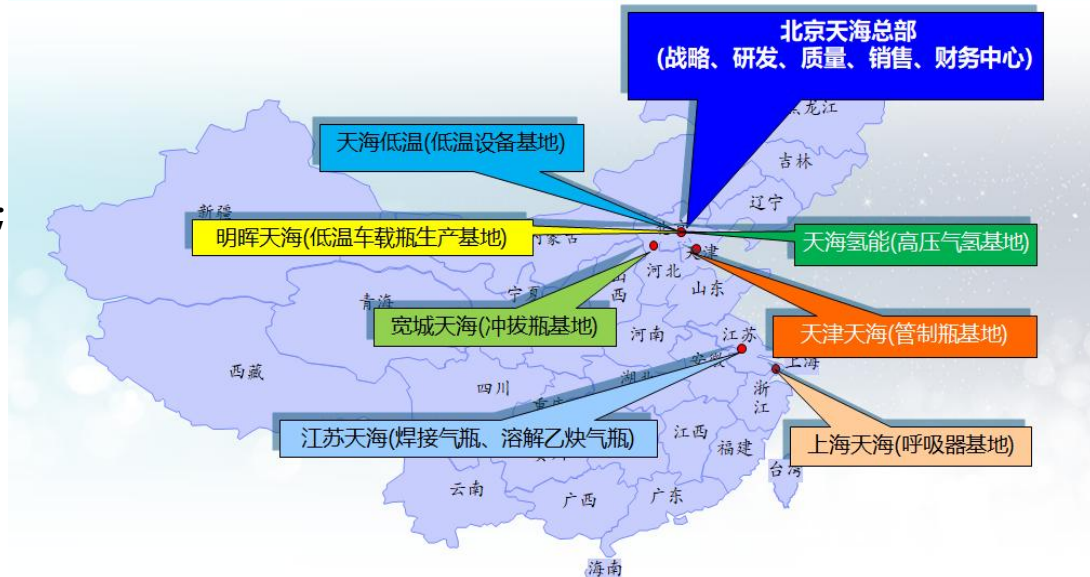 北京天海总部
(战略、研发、质量、销售、财务中心)
黑龙江
天海低温(低温设备基地)
吉林
辽宁
新疆
明晖天海(低温车载瓶生产基地)
天海氢能(高压气氢基地)
天津
河北
山东
宁夏
青海
宽城天海(冲拔瓶基地)
河南
江苏
天津天海(管制瓶基地)
西藏
安徽
上海
四川
湖北
浙江
江苏天海(焊接气瓶、溶解乙炔气瓶)
江西
福建
上海天海(呼吸器基地)
台湾
云南
广西
广东
海南